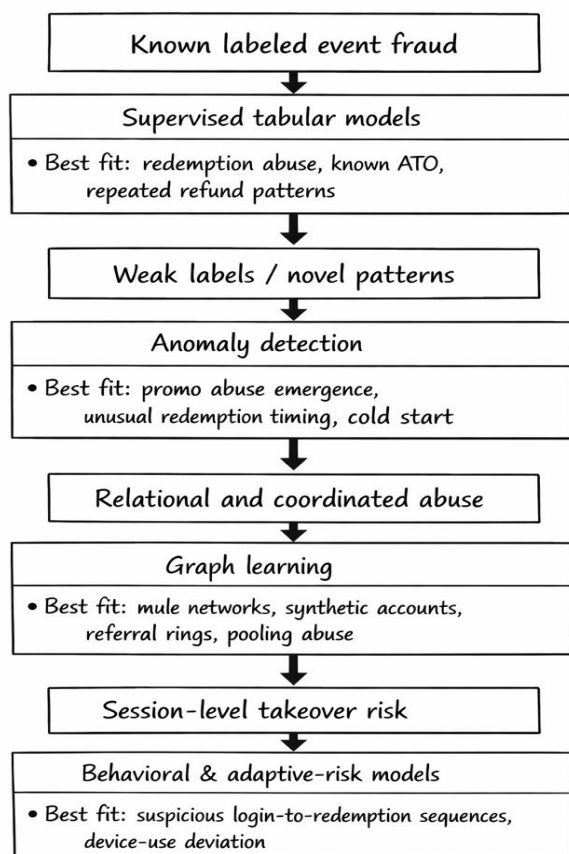 Known labeled event fraud
Supervised tabular models
• Best fit: redemption abuse, known ATO,
repeated refund patterns
Weak labels / novel patterns
Anomaly detection
• Best fit: promo abuse emergence,
unusual redemption timing, cold start
Relational and coordinated abuse
Graph learning
• Best fit: mule networks, synthetic accounts,
referral rings, pooling abuse
Session-level takeover risk
Behavioral & adaptive-risk models
• Best fit: suspicious login-to-redemption sequences,
device-use deviation